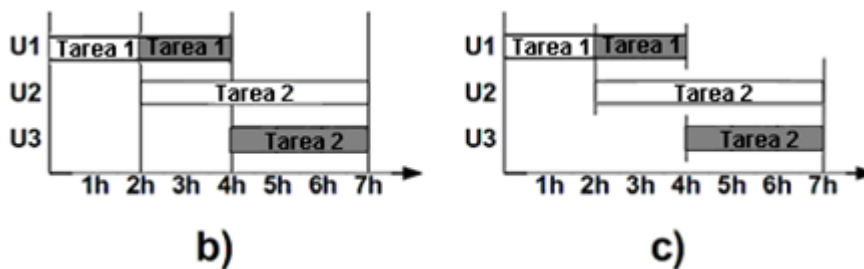 U1 Tarea 1 Tarea 1
U2 Tarea 2
U3 Tarea 2
1h 2h 3h 4h 5h 6h 7h
b)
U1 Tarea 1 Tarea 1
U2 Tarea 2
U3 Tarea 2
1h 2h 3h 4h 5h 6h 7h
c)